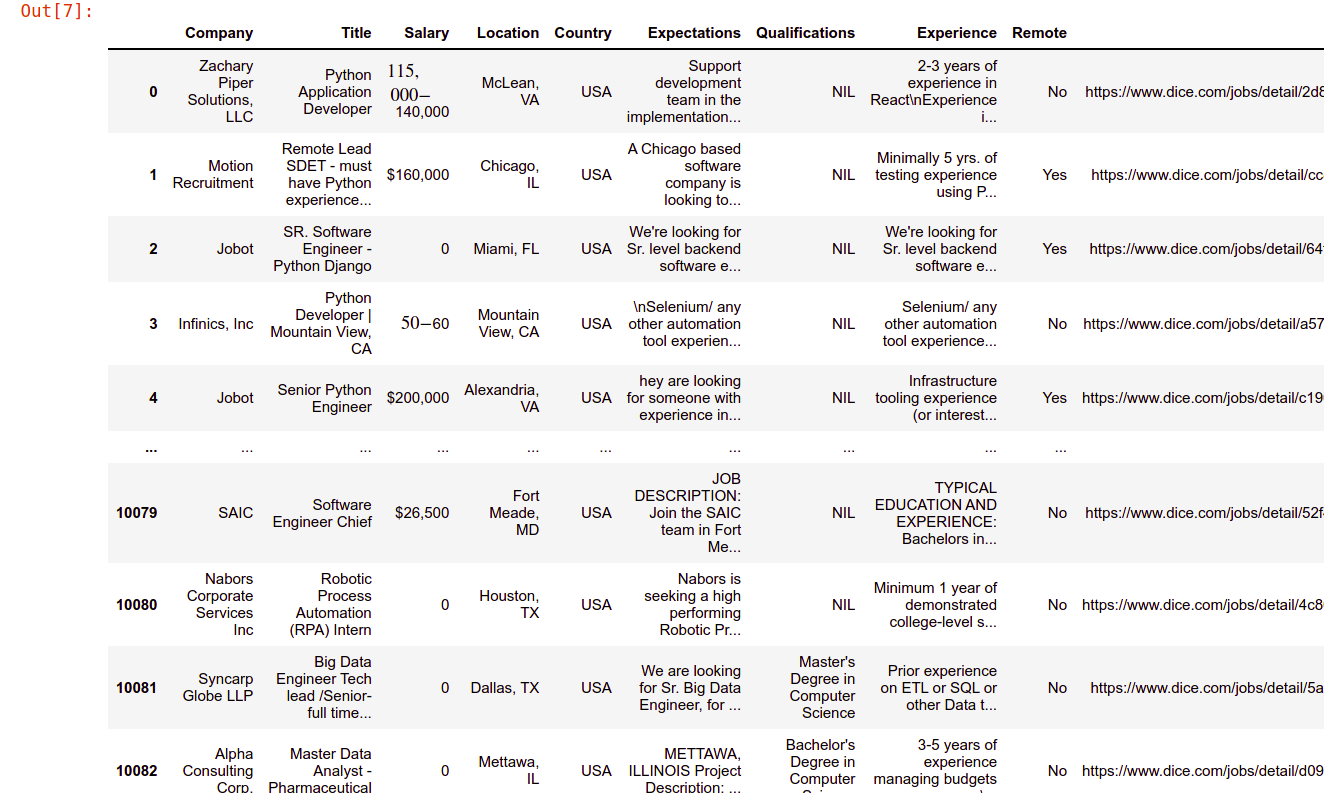 Out[7]:
Company Title Salary Location Country Expectations Qualifications Experience Remote
0 Zachary Piper Solutions, LLC Python Application Developer 115, 000−140,000 McLean, VA USA Support development team in the implementation... NIL 2-3 years of experience in React\nExperience i... No https://www.dice.com/jobs/detail/2d8
1 Motion Recruitment Remote Lead SDET - must have Python experience... $160,000 Chicago, IL USA A Chicago based software company is looking to... NIL Minimally 5 yrs. of testing experience using P... Yes https://www.dice.com/jobs/detail/cc
2 Jobot SR. Software Engineer - Python Django 0 Miami, FL USA We're looking for Sr. level backend software e... NIL We're looking for Sr. level backend software e... Yes https://www.dice.com/jobs/detail/64
3 Infinics, Inc Python Developer | Mountain View, CA 50−60 Mountain View, CA USA \nSelenium/ any other automation tool experien... NIL Selenium/ any other automation tool experience... No https://www.dice.com/jobs/detail/a57
4 Jobot Senior Python Engineer $200,000 Alexandria, VA USA hey are looking for someone with experience in... NIL Infrastructure tooling experience (or interest... Yes https://www.dice.com/jobs/detail/c19
... ... ... ... ... ... ... ... ... ...
10079 SAIC Software Engineer Chief $26,500 Fort Meade, MD USA JOB DESCRIPTION: Join the SAIC team in Fort Me... NIL TYPICAL EDUCATION AND EXPERIENCE: Bachelors in... No https://www.dice.com/jobs/detail/52f
10080 Nabors Corporate Services Inc Robotic Process Automation (RPA) Intern 0 Houston, TX USA Nabors is seeking a high performing Robotic Pr... NIL Minimum 1 year of demonstrated college-level s... No https://www.dice.com/jobs/detail/4c8
10081 Syncarp Globe LLP Big Data Engineer Tech lead /Senior- full time... 0 Dallas, TX USA We are looking for Sr. Big Data Engineer, for ... Master's Degree in Computer Science Prior experience on ETL or SQL or other Data t... No https://www.dice.com/jobs/detail/5a
10082 Alpha Consulting Corp. Master Data Analyst - Pharmaceutical 0 Mettawa, IL USA METTAWA, ILLINOIS Project Description: ... Bachelor's Degree in Computer 3-5 years of experience managing budgets No https://www.dice.com/jobs/detail/d09